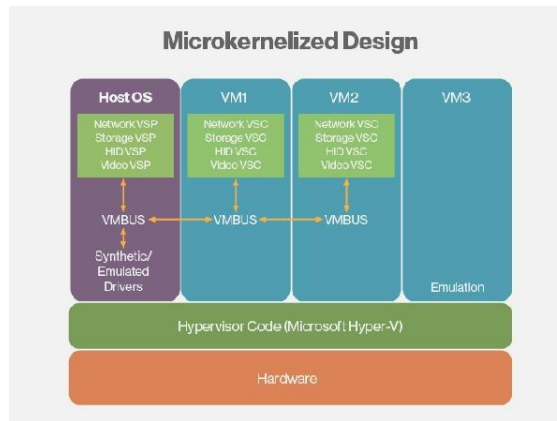 Microkernelized Design
Host OS
Network VSP
Storage VSP
HID VSP
Video VSP
VMBUS
Synthetic/
Emulated
Drivers
VM1
Network VSC
Storage VSC
HID VSC
Video VSC
VMBUS
VM2
Network VSC
Storage VSC
HID VSC
Video VSC
VMBUS
VM3
Emulation
Hypervisor Code (Microsoft Hyper-V)
Hardware